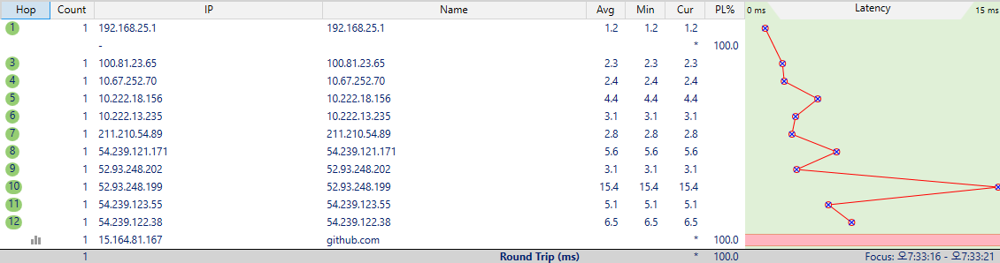 Hop Count IP Name Avg Min Cur PL% 0 ms Latency 15 ms
1 1 192.168.25.1 192.168.25.1 1.2 1.2 1.2
- * 100.0
3 1 100.81.23.65 100.81.23.65 2.3 2.3 2.3
4 1 10.67.252.70 10.67.252.70 2.4 2.4 2.4
5 1 10.222.18.156 10.222.18.156 4.4 4.4 4.4
6 1 10.222.13.235 10.222.13.235 3.1 3.1 3.1
7 1 211.210.54.89 211.210.54.89 2.8 2.8 2.8
8 1 54.239.121.171 54.239.121.171 5.6 5.6 5.6
9 1 52.93.248.202 52.93.248.202 3.1 3.1 3.1
10 1 52.93.248.199 52.93.248.199 15.4 15.4 15.4
11 1 54.239.123.55 54.239.123.55 5.1 5.1 5.1
12 1 54.239.122.38 54.239.122.38 6.5 6.5 6.5
1 15.164.81.167 github.com * 100.0
1 Round Trip (ms) * 100.0 Focus: 오7:33:16 - 오7:33:21